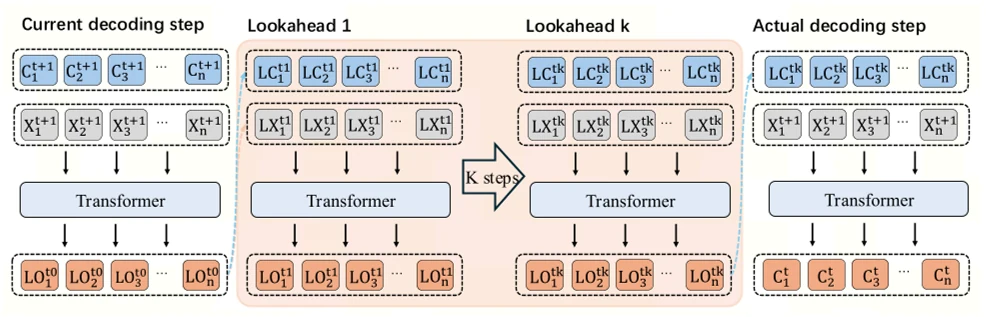 Current decoding step Lookahead 1 Lookahead k Actual decoding step
C₁ᵗ⁺¹ C₂ᵗ⁺¹ C₃ᵗ⁺¹ ... Cₙᵗ⁺¹ LC₁ᵗ¹ LC₂ᵗ¹ LC₃ᵗ¹ ... LCₙᵗ¹ LC₁ᵗᵏ LC₂ᵗᵏ LC₃ᵗᵏ ... LCₙᵗᵏ LC₁ᵗᵏ LC₂ᵗᵏ LC₃ᵗᵏ ... LCₙᵗᵏ
X₁ᵗ⁺¹ X₂ᵗ⁺¹ X₃ᵗ⁺¹ ... Xₙᵗ⁺¹ LX₁ᵗ¹ LX₂ᵗ¹ LX₃ᵗ¹ ... LXₙᵗ¹ LX₁ᵗᵏ LX₂ᵗᵏ LX₃ᵗᵏ ... LXₙᵗᵏ X₁ᵗ⁺¹ X₂ᵗ⁺¹ X₃ᵗ⁺¹ ... Xₙᵗ⁺¹
K steps
Transformer Transformer Transformer Transformer
LO₁ᵗ⁰ LO₂ᵗ⁰ LO₃ᵗ⁰ ... LOₙᵗ⁰ LO₁ᵗ¹ LO₂ᵗ¹ LO₃ᵗ¹ ... LOₙᵗ¹ LO₁ᵗᵏ LO₂ᵗᵏ LO₃ᵗᵏ ... LOₙᵗᵏ C₁ᵗ C₂ᵗ C₃ᵗ ... Cₙᵗ